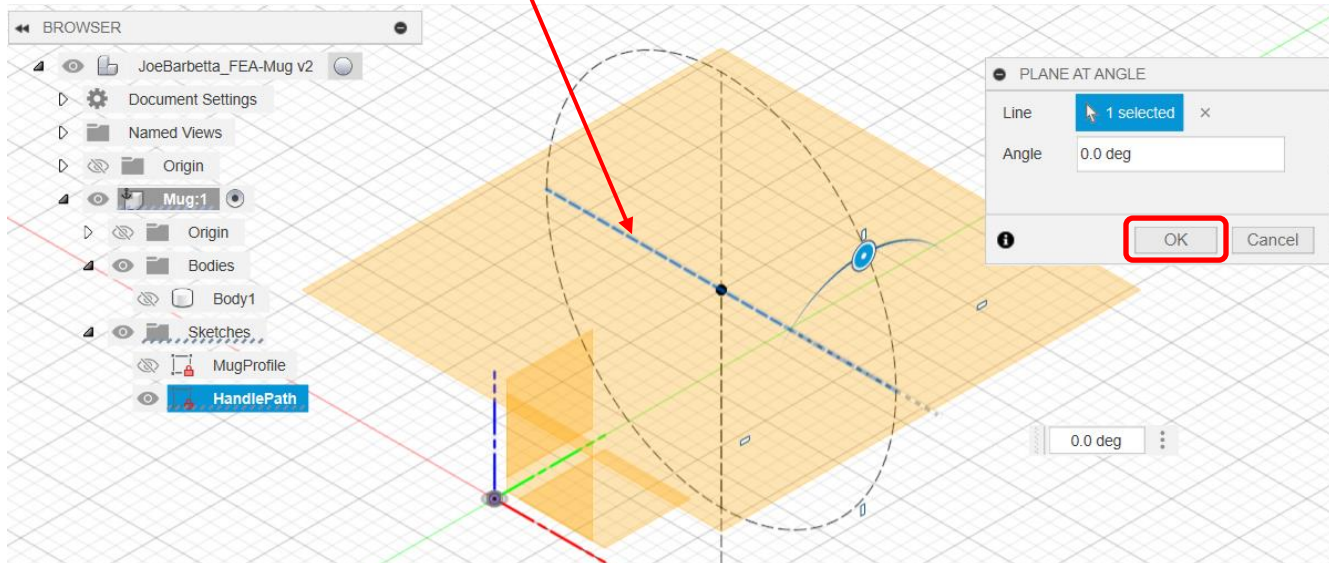 BROWSER
JoeBarbetta_FEA-Mug v2
Document Settings
Named Views
Origin
Mug:1
Origin
Bodies
Body1
Sketches
MugProfile
HandlePath
PLANE AT ANGLE
Line 1 selected ×
Angle 0.0 deg
OK Cancel
0.0 deg